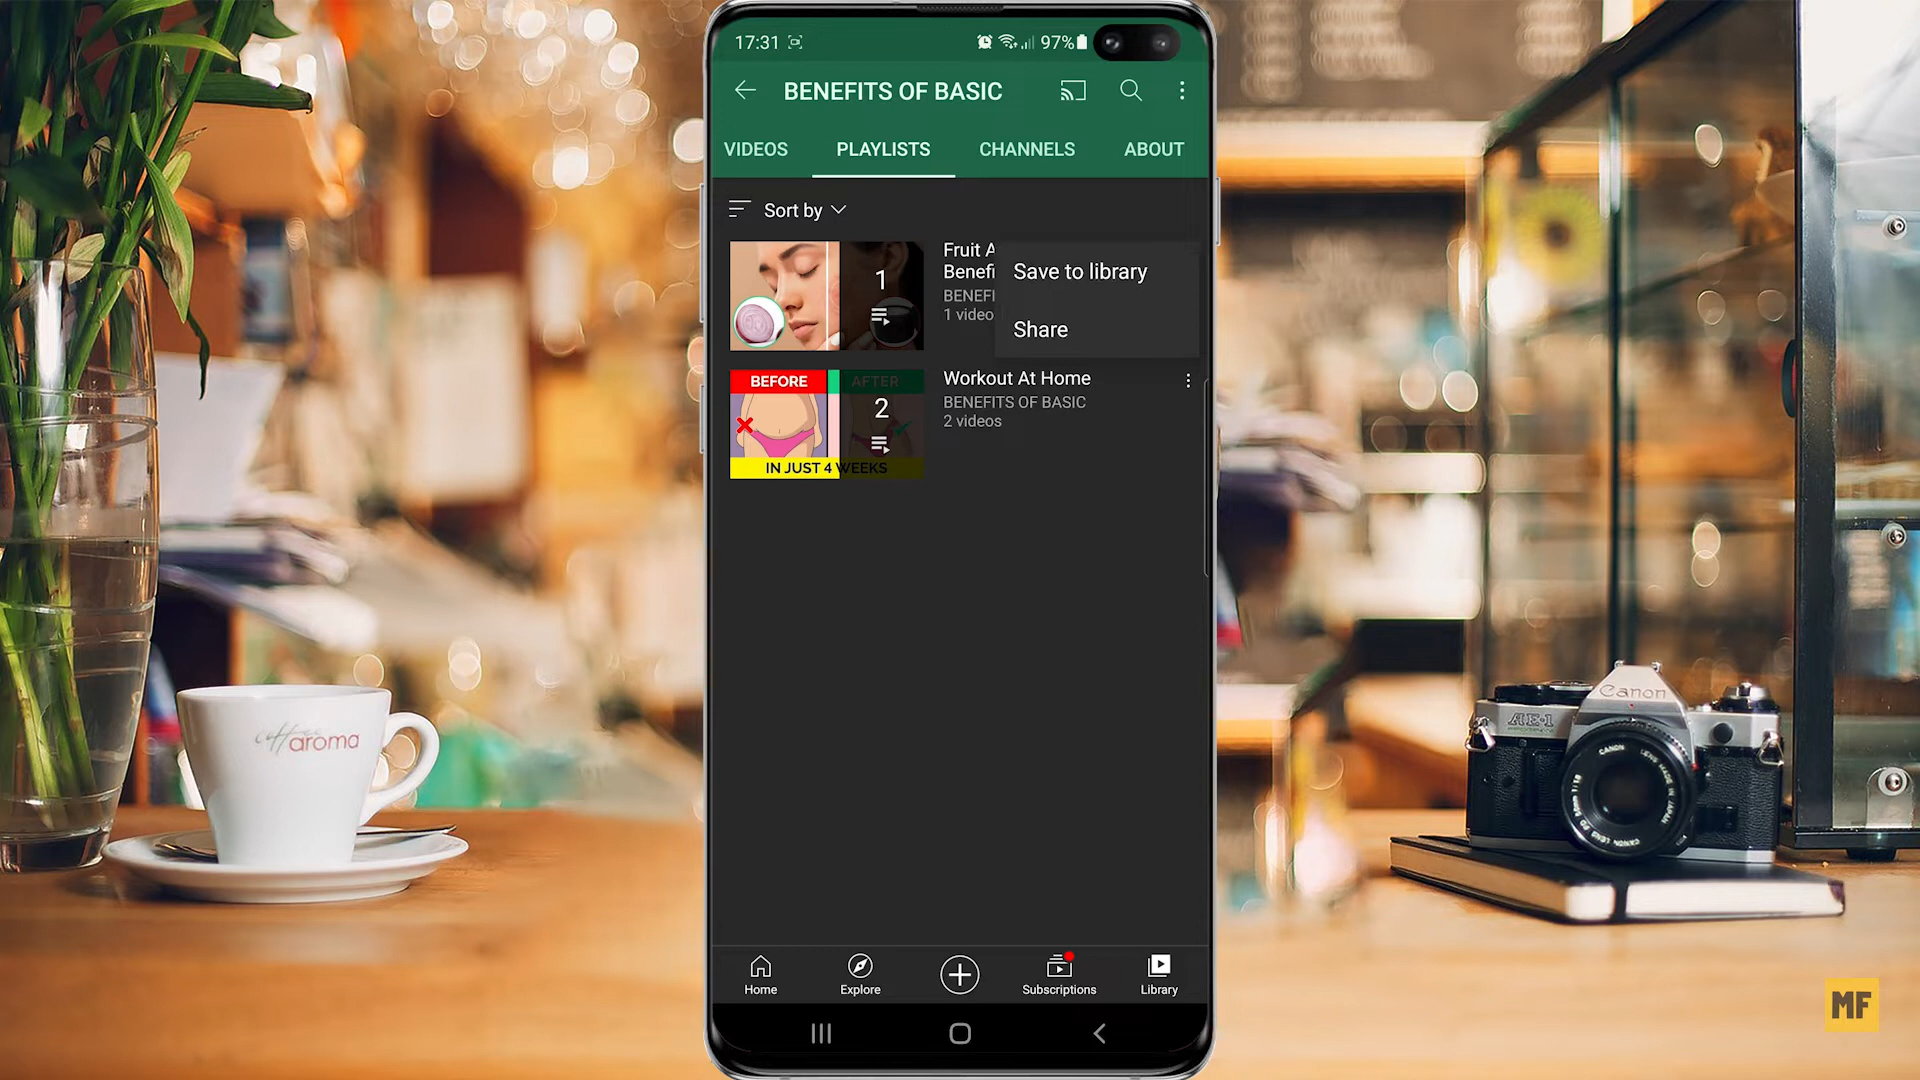 17:31
97%
BENEFITS OF BASIC
VIDEOS
PLAYLISTS
CHANNELS
ABOUT
Sort by
1
Fruit A
Benefi
BENEFI
1 video
Save to library
Share
BEFORE
AFTER
2
IN JUST 4 WEEKS
Workout At Home
BENEFITS OF BASIC
2 videos
Home
Explore
Subscriptions
Library
aroma
Canon
AE-1
CANON
MF